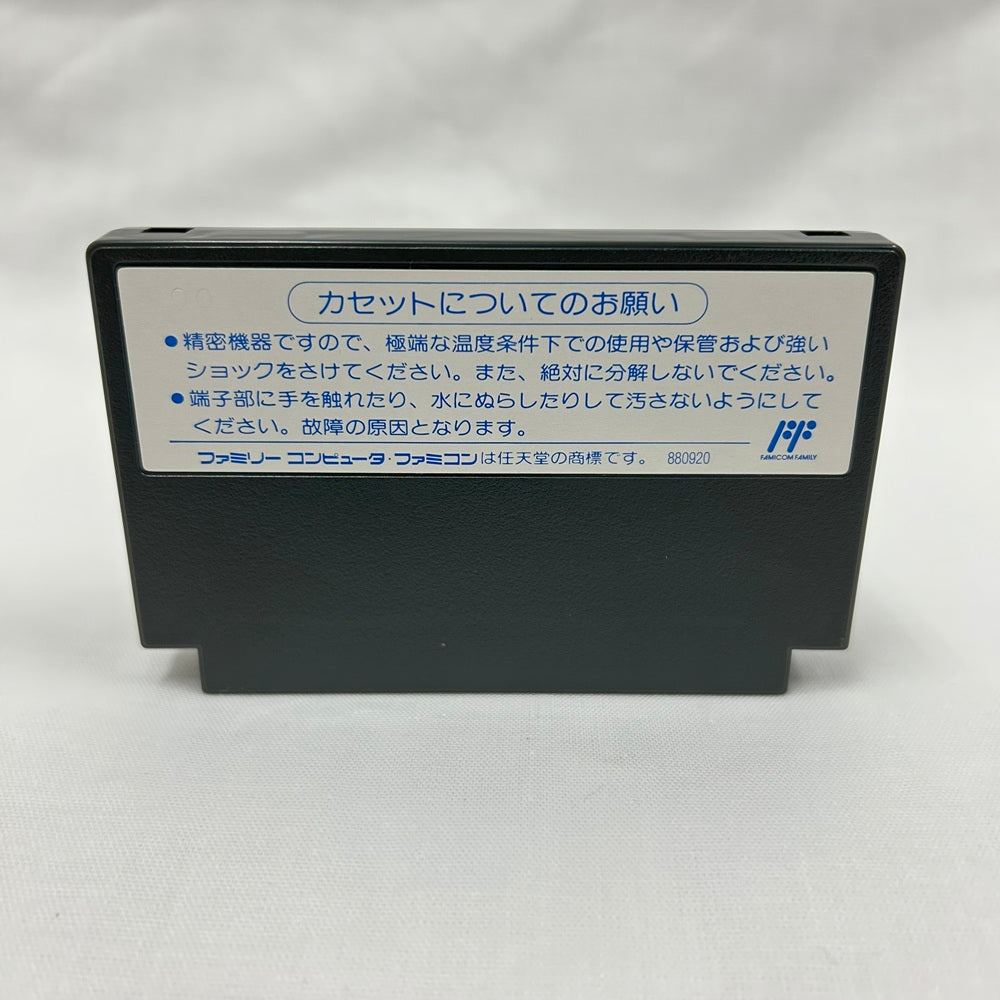 カセットについてのお願い
●精密機器ですので、極端な温度条件下での使用や保管および強い
ショックをさけてください。また、絶対に分解しないでください。
●端子部に手を触れたり、水にぬらしたりして汚さないようにして
ください。故障の原因となります。
ファミリー コンピュータ・ファミコンは任天堂の商標です。 880920
FAMICOM FAMILY